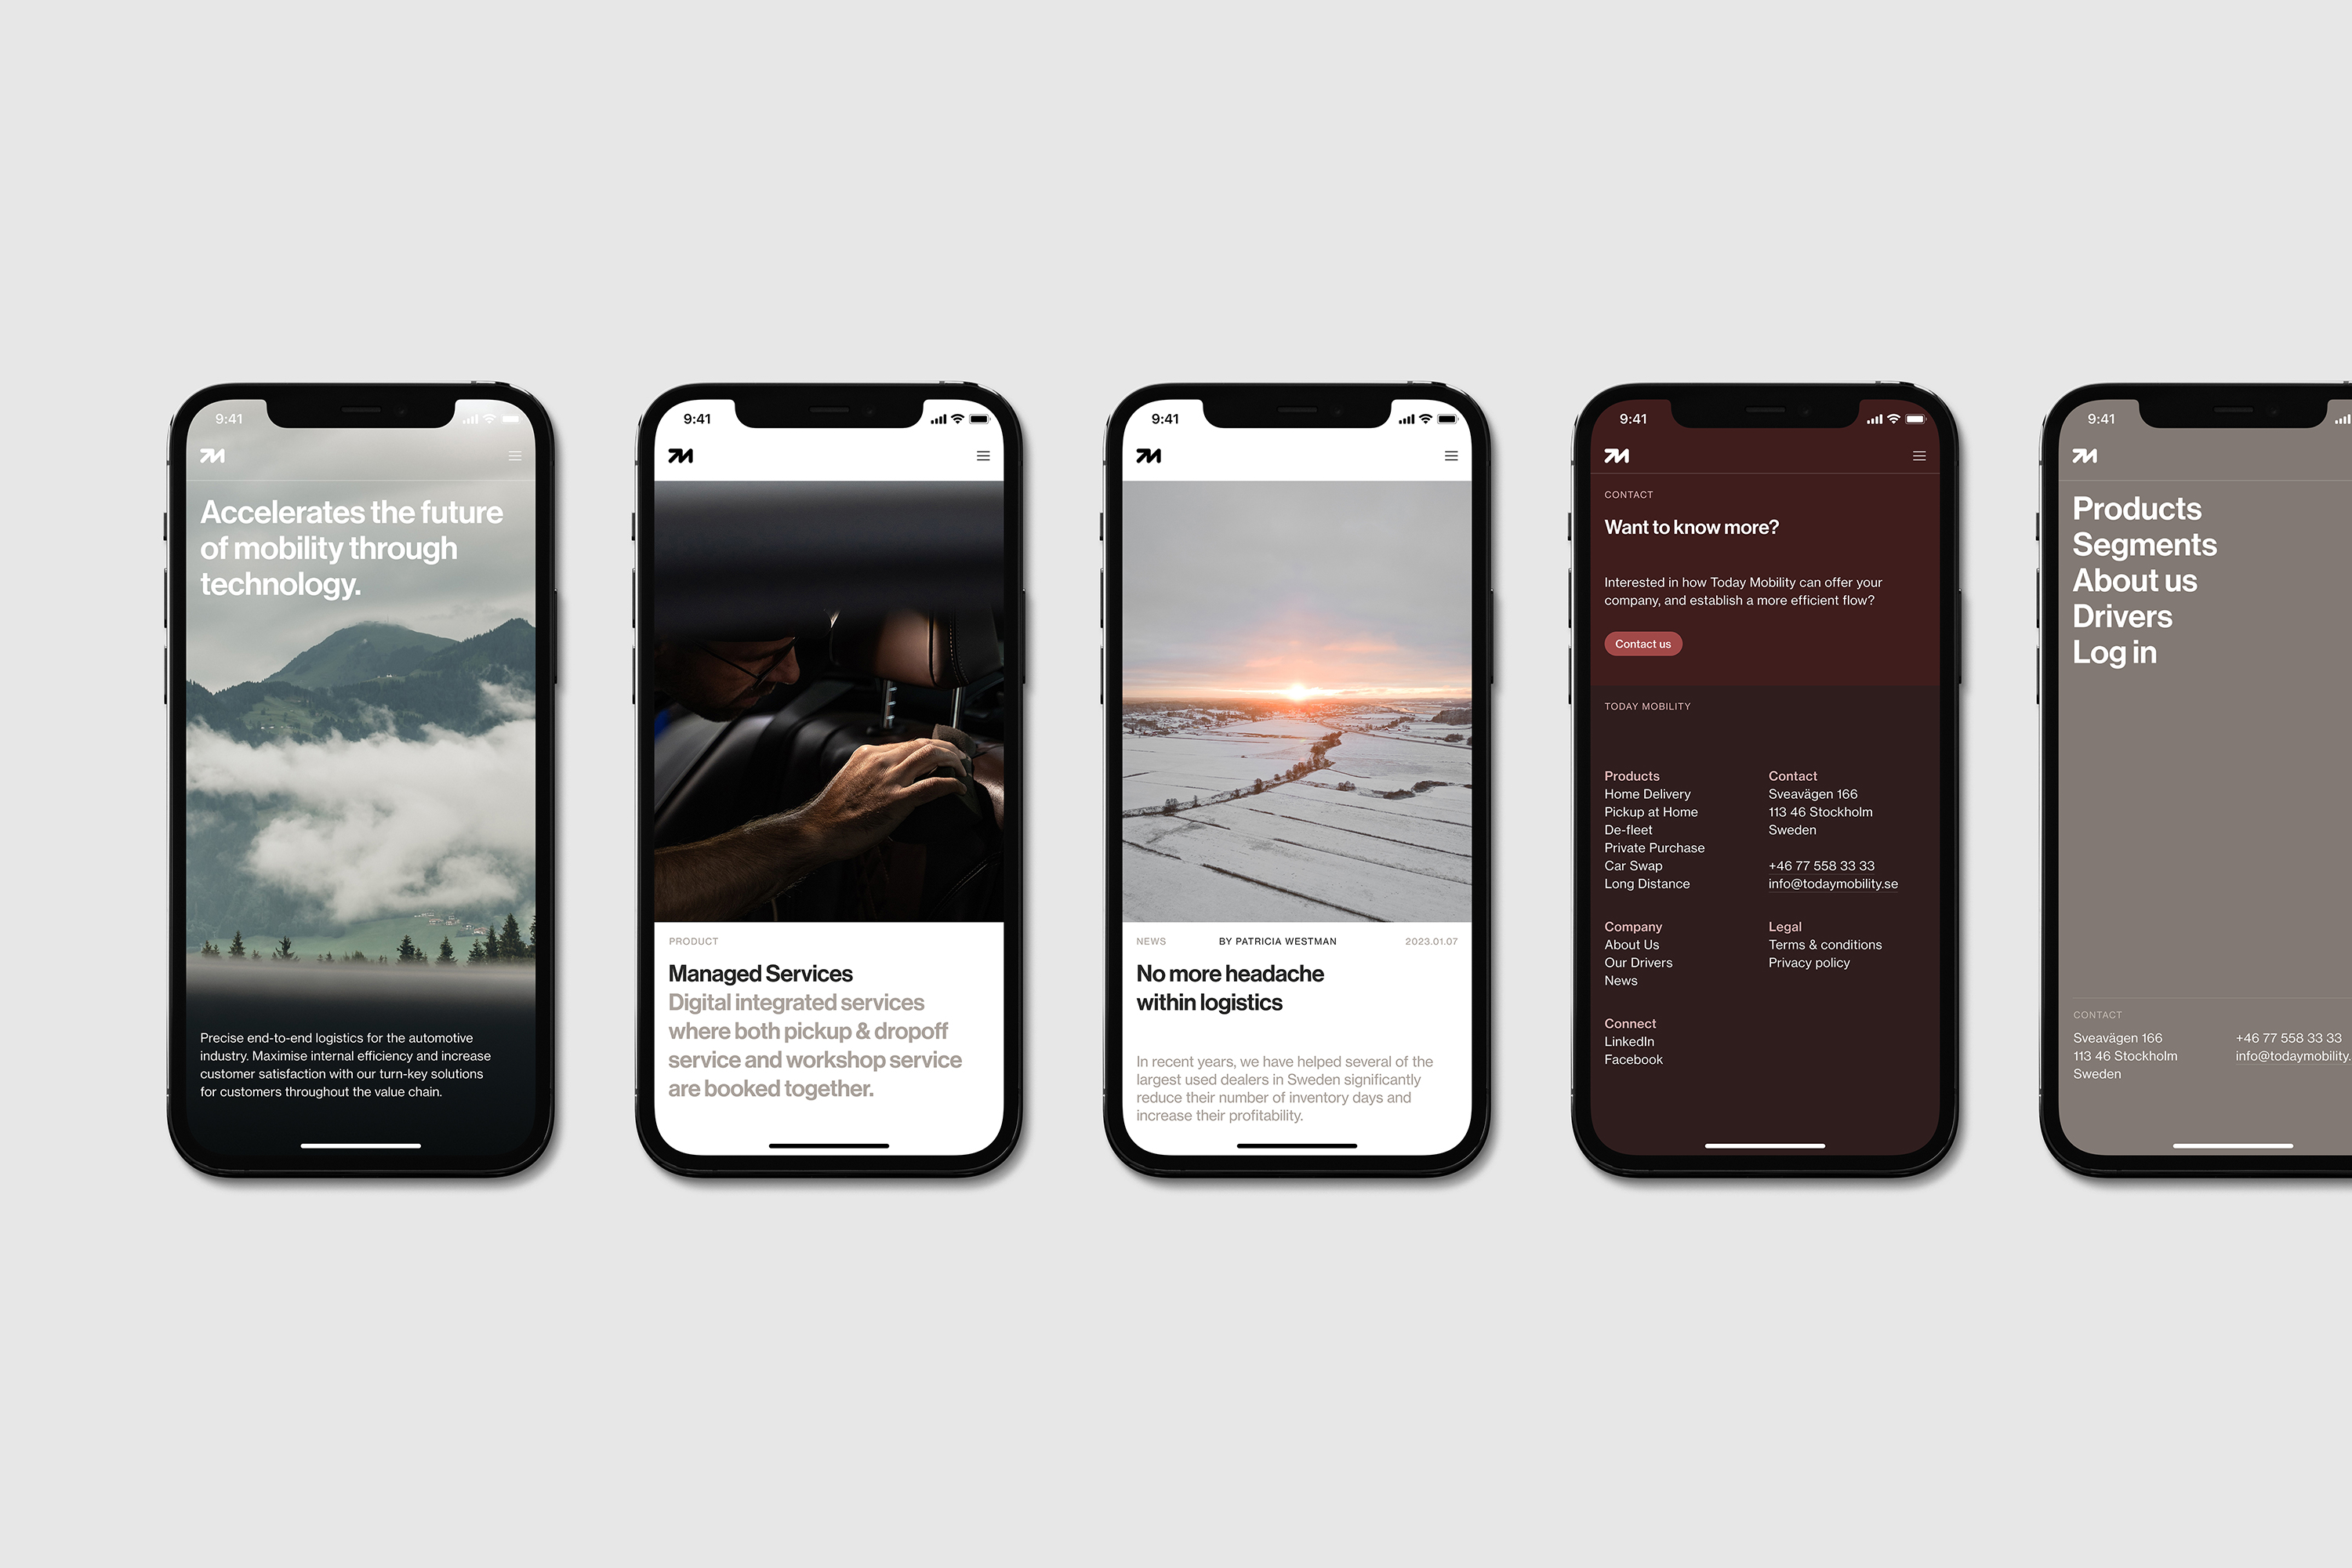 9:41
Accelerates the future
of mobility through
technology.
Precise end-to-end logistics for the automotive
industry. Maximise internal efficiency and increase
customer satisfaction with our turn-key solutions
for customers throughout the value chain.
9:41
PRODUCT
Managed Services
Digital integrated services
where both pickup & dropoff
service and workshop service
are booked together.
9:41
NEWS BY PATRICIA WESTMAN 2023.01.07
No more headache
within logistics
In recent years, we have helped several of the
largest used dealers in Sweden significantly
reduce their number of inventory days and
increase their profitability.
9:41
CONTACT
Want to know more?
Interested in how Today Mobility can offer your
company, and establish a more efficient flow?
Contact us
TODAY MOBILITY
Products
Home Delivery
Pickup at Home
De-fleet
Private Purchase
Car Swap
Long Distance
Contact
Sveavägen 166
113 46 Stockholm
Sweden
+46 77 558 33 33
info@todaymobility.se
Company
About Us
Our Drivers
News
Legal
Terms & conditions
Privacy policy
Connect
LinkedIn
Facebook
9:41
Products
Segments
About us
Drivers
Log in
CONTACT
Sveavägen 166
113 46 Stockholm
Sweden
+46 77 558 33 33
info@todaymobility.